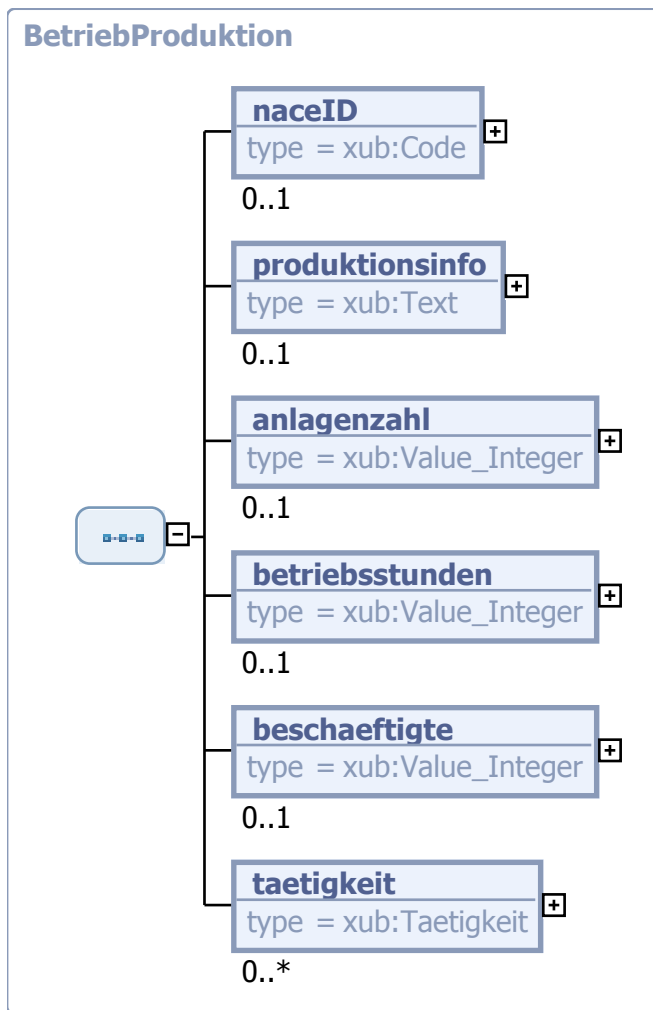 BetriebProduktion
naceID
type = xub:Code
0..1
produktionsinfo
type = xub:Text
0..1
anlagenzahl
type = xub:Value_Integer
0..1
betriebsstunden
type = xub:Value_Integer
0..1
beschaeftigte
type = xub:Value_Integer
0..1
taetigkeit
type = xub:Taetigkeit
0..*